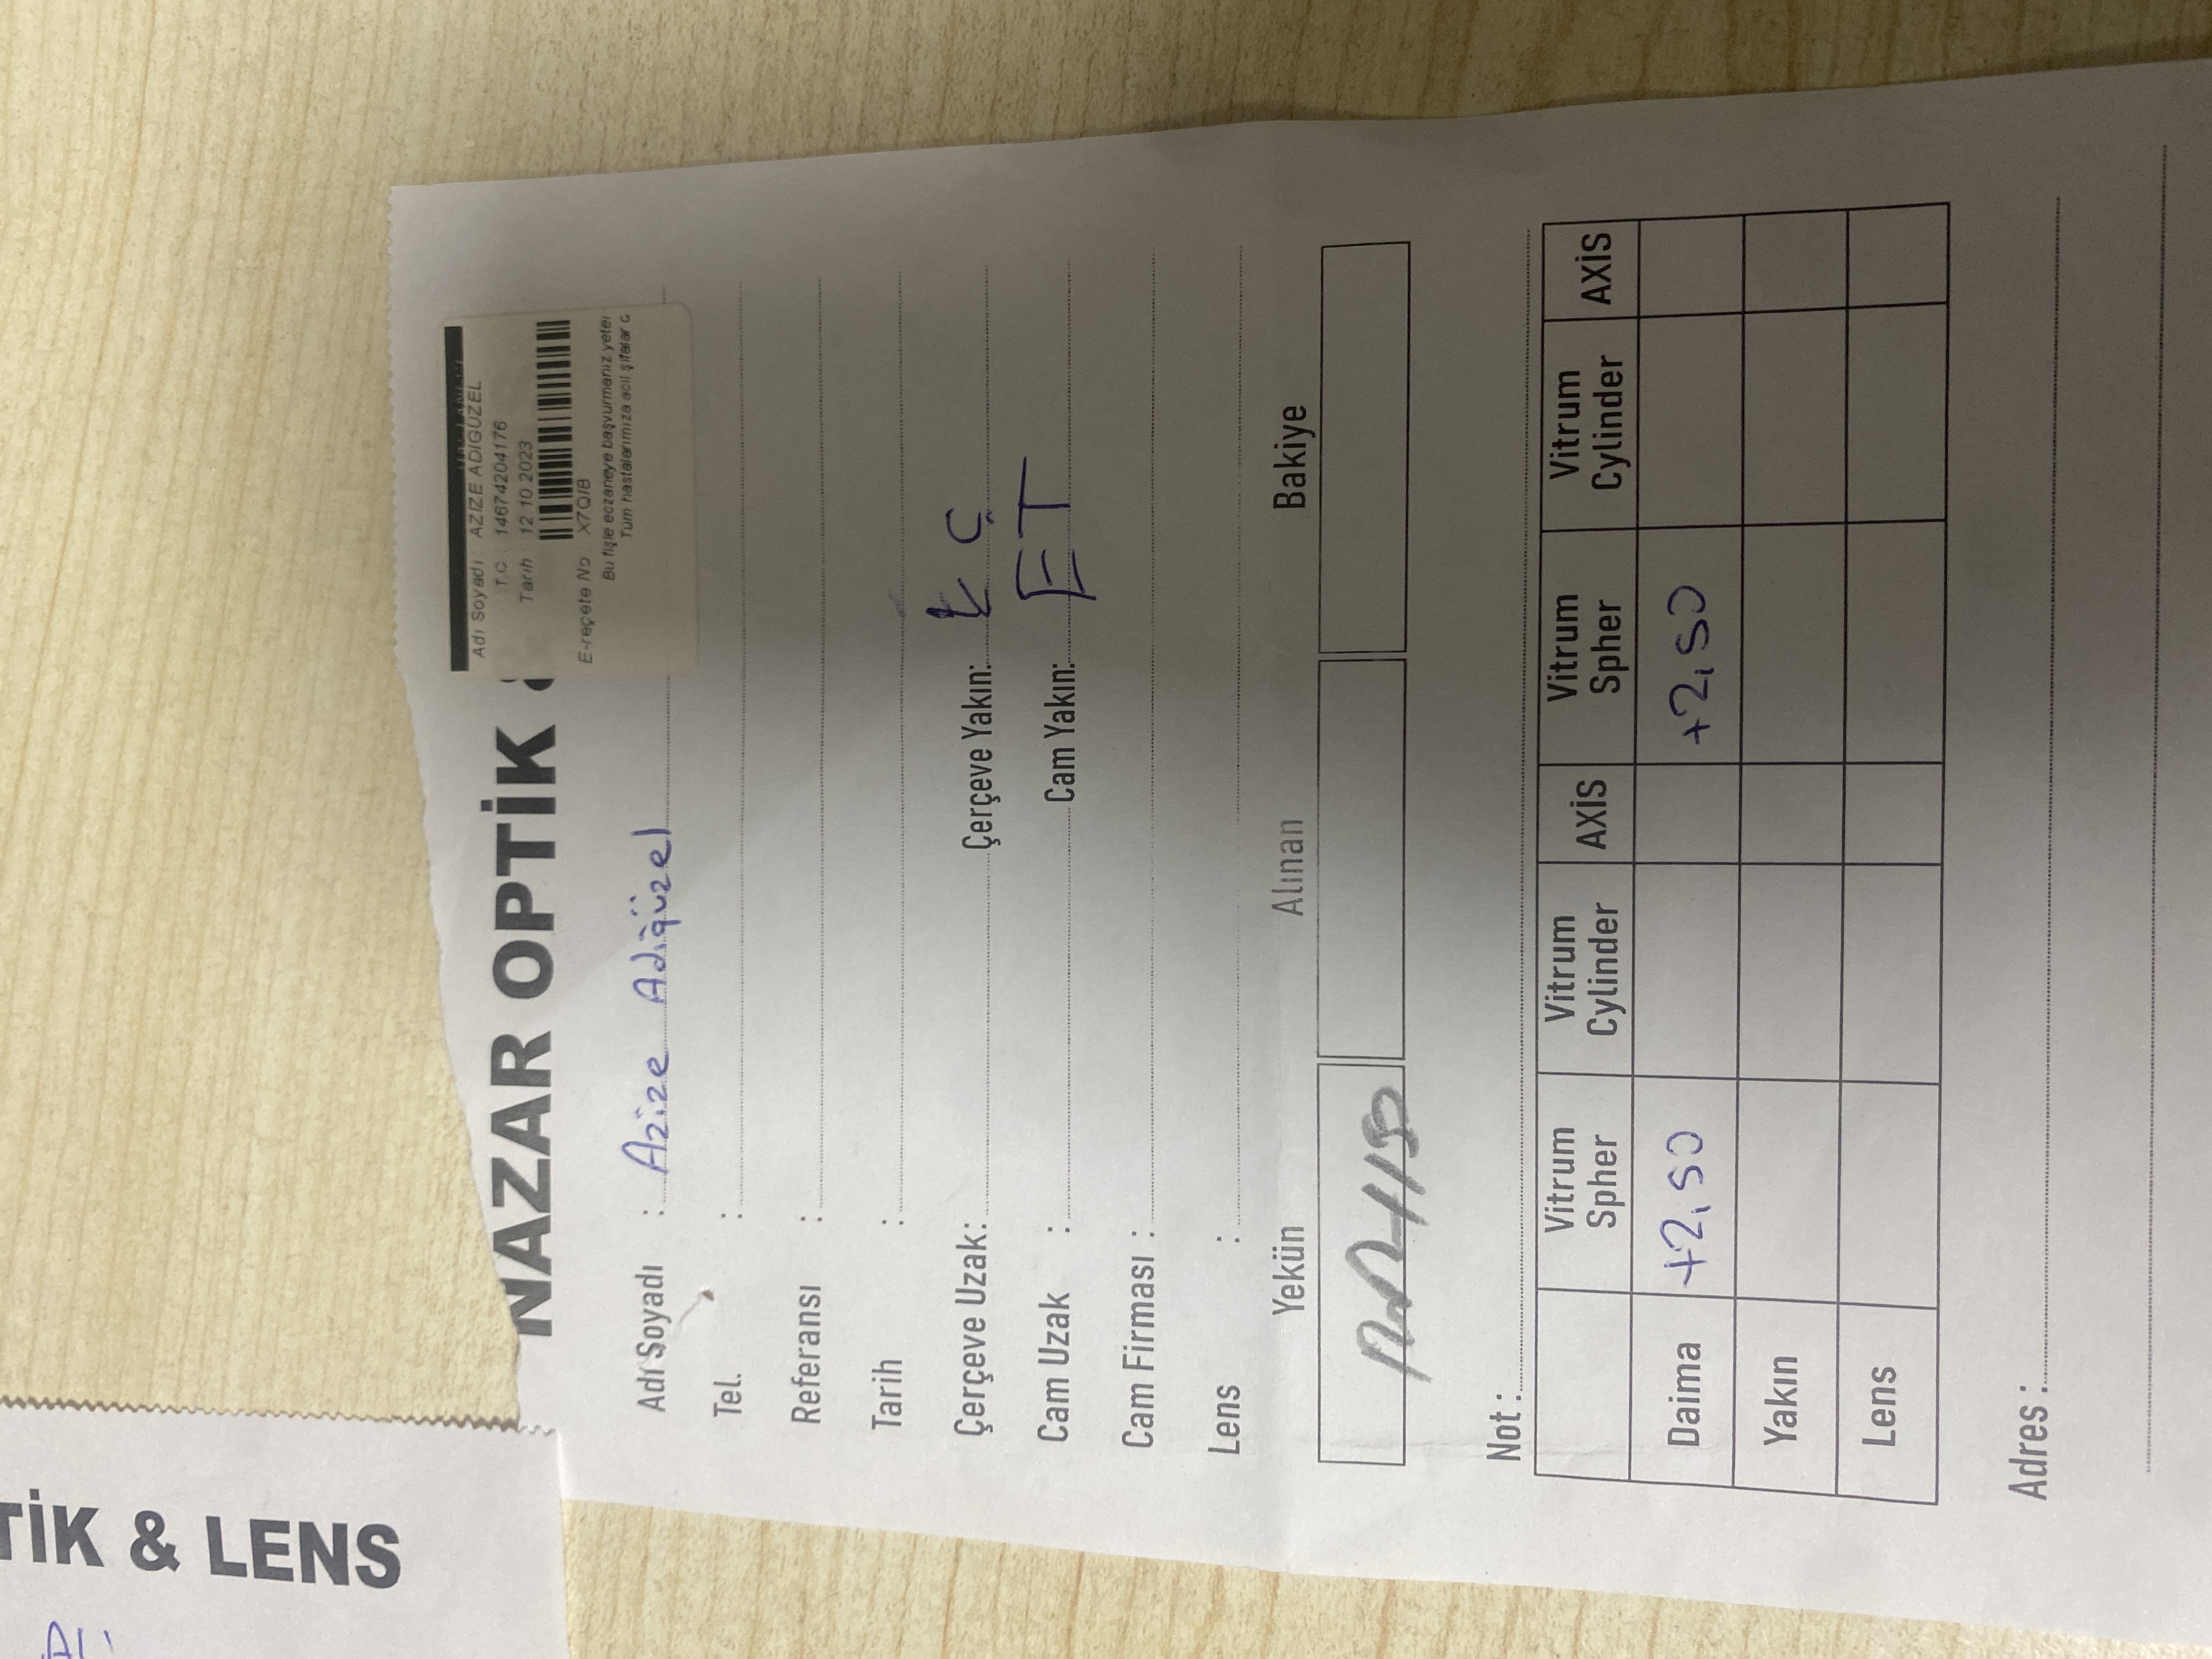 TİK & LENS
NAZAR OPTİK &
Adı Soyadı : AZİZE ADIGÜZEL
T.C. : 14674204176
Tarih : 12.10.2023
E-reçete No : X7QI8
Bu fişle eczaneye başvurmanız yeter
Tüm hastalarımıza acil şifalar
Adı Soyadı : Azize Adıgüzel
Tel. :
Referansı :
Tarih :
Çerçeve Uzak: Çerçeve Yakın: Ç
Cam Uzak : Cam Yakın: ET
Cam Firması :
Lens :
Yekün Alınan Bakiye
Not :
Vitrum Spher Vitrum Cylinder AXİS Vitrum Spher Vitrum Cylinder AXİS
Daima +2,50 +2,50
Yakın
Lens
Adres :